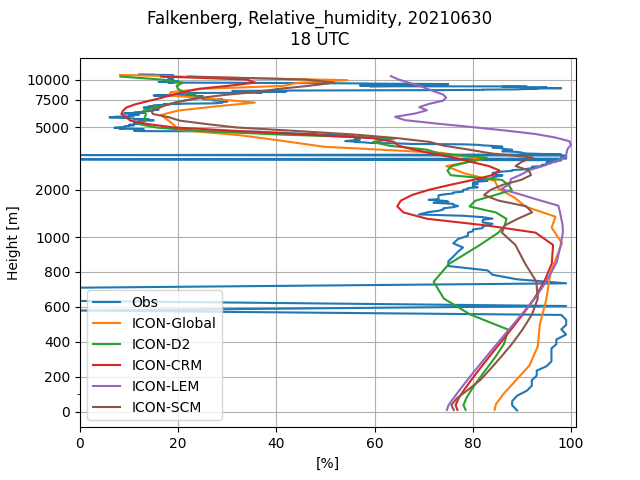 Falkenberg, Relative_humidity, 20210630
18 UTC
10000
7500
5000
2000
1000
800
600
400
200
0
Height [m]
Obs
ICON-Global
ICON-D2
ICON-CRM
ICON-LEM
ICON-SCM
0 20 40 60 80 100
[%]